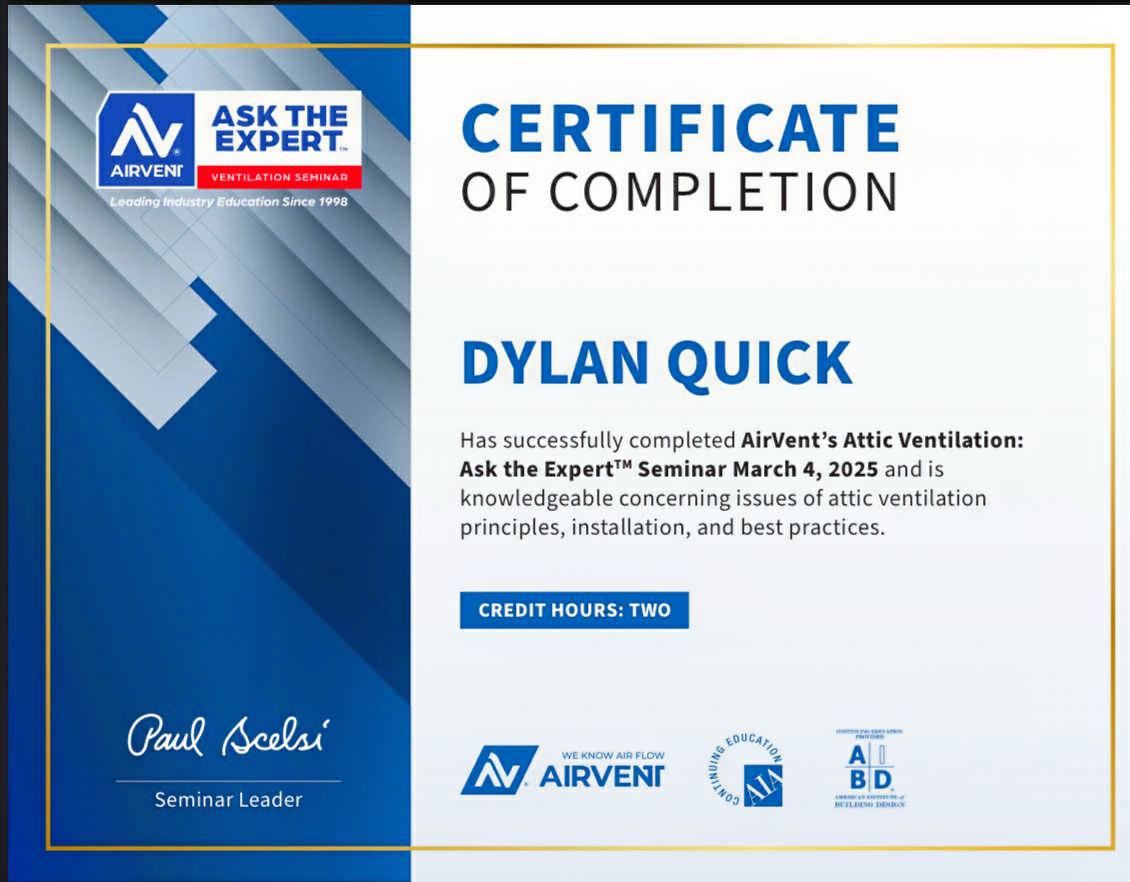 AIRVENT
ASK THE
EXPERT™
VENTILATION SEMINAR
Leading Industry Education Since 1998
CERTIFICATE
OF COMPLETION
DYLAN QUICK
Has successfully completed AirVent’s Attic Ventilation:
Ask the Expert™ Seminar March 4, 2025 and is
knowledgeable concerning issues of attic ventilation
principles, installation, and best practices.
CREDIT HOURS: TWO
Paul Scelsi
Seminar Leader
WE KNOW AIR FLOW
AIRVENT
CONTINUING EDUCATION
AIA
CONTINUING EDUCATION
PROVIDER
A I
B D
AMERICAN INSTITUTE of
BUILDING DESIGN